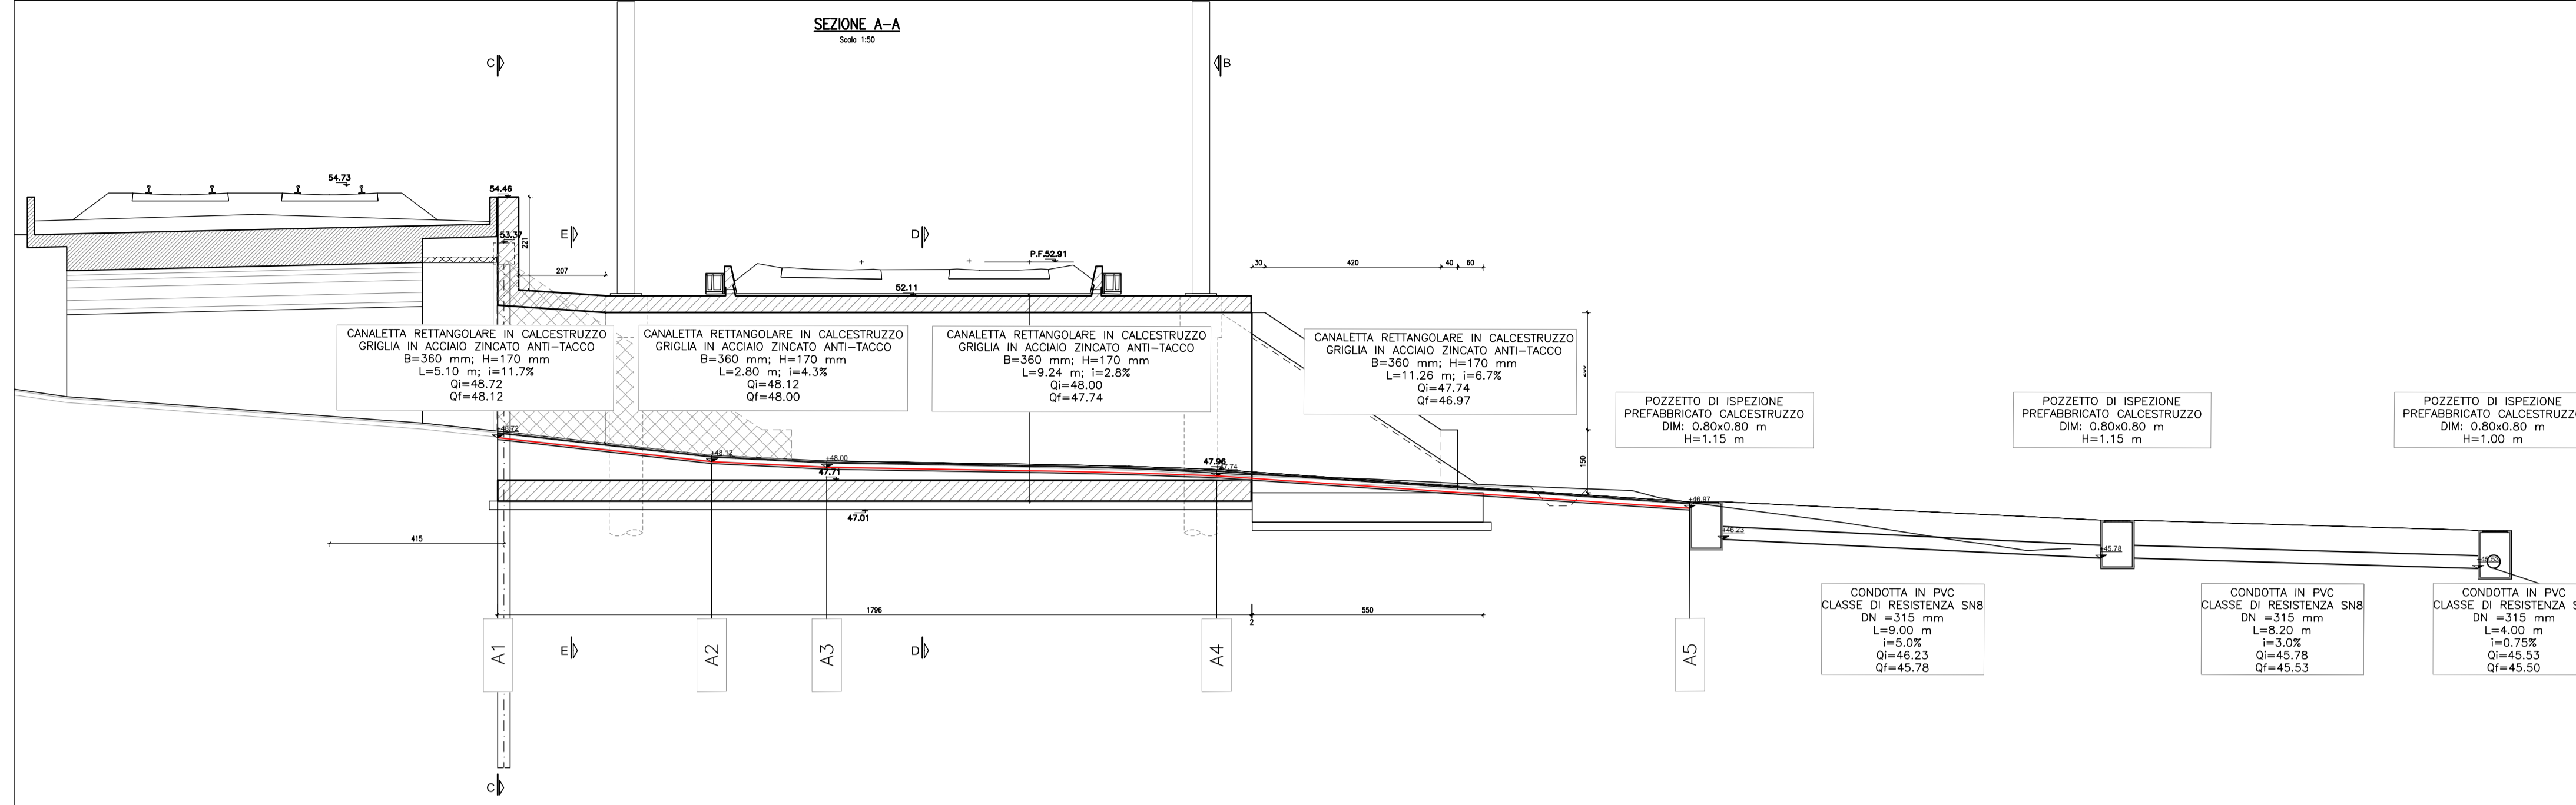 SEZIONE A-A
Scala 1:50
C
B
54.73
54.46
53.37
221
E
D
207
P.F.52.91
52.11
30
420
40
60
CANALETTA RETTANGOLARE IN CALCESTRUZZO
GRIGLIA IN ACCIAIO ZINCATO ANTI-TACCO
B=360 mm; H=170 mm
L=5.10 m; i=11.7%
Qi=48.72
Qf=48.12
CANALETTA RETTANGOLARE IN CALCESTRUZZO
GRIGLIA IN ACCIAIO ZINCATO ANTI-TACCO
B=360 mm; H=170 mm
L=2.80 m; i=4.3%
Qi=48.12
Qf=48.00
CANALETTA RETTANGOLARE IN CALCESTRUZZO
GRIGLIA IN ACCIAIO ZINCATO ANTI-TACCO
B=360 mm; H=170 mm
L=9.24 m; i=2.8%
Qi=48.00
Qf=47.74
CANALETTA RETTANGOLARE IN CALCESTRUZZO
GRIGLIA IN ACCIAIO ZINCATO ANTI-TACCO
B=360 mm; H=170 mm
L=11.26 m; i=6.7%
Qi=47.74
Qf=46.97
POZZETTO DI ISPEZIONE
PREFABBRICATO CALCESTRUZZO
DIM: 0.80x0.80 m
H=1.15 m
POZZETTO DI ISPEZIONE
PREFABBRICATO CALCESTRUZZO
DIM: 0.80x0.80 m
H=1.15 m
POZZETTO DI ISPEZIONE
PREFABBRICATO CALCESTRUZZO
DIM: 0.80x0.80 m
H=1.00 m
+48.72
+48.12
+48.00
47.71
47.96
+47.74
150
+46.97
+46.23
+45.78
+45.53
47.01
415
1796
2
550
A1
A2
A3
A4
A5
E
D
CONDOTTA IN PVC
CLASSE DI RESISTENZA SN8
DN =315 mm
L=9.00 m
i=5.0%
Qi=46.23
Qf=45.78
CONDOTTA IN PVC
CLASSE DI RESISTENZA SN8
DN =315 mm
L=8.20 m
i=3.0%
Qi=45.78
Qf=45.53
CONDOTTA IN PVC
CLASSE DI RESISTENZA S
DN =315 mm
L=4.00 m
i=0.75%
Qi=45.53
Qf=45.50
C